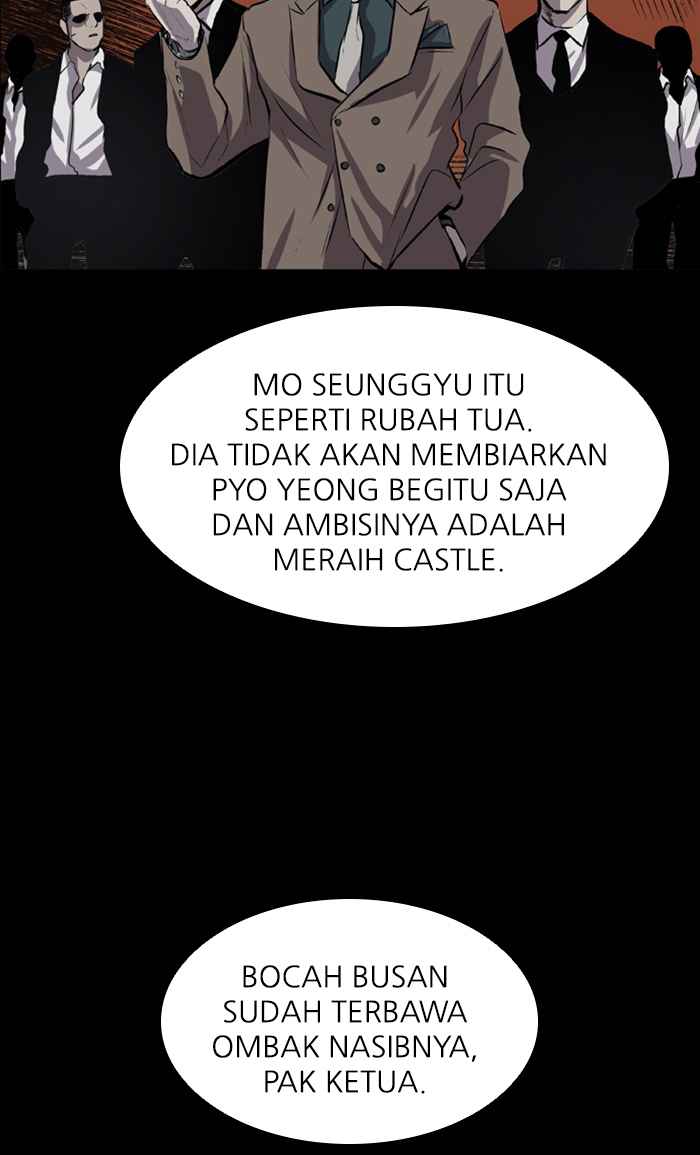 MO SEUNGGYU ITU
SEPERTI RUBAH TUA.
DIA TIDAK AKAN MEMBIARKAN
PYO YEONG BEGITU SAJA
DAN AMBISINYA ADALAH
MERAIH CASTLE.
BOCAH BUSAN
SUDAH TERBAWA
OMBAK NASIBNYA,
PAK KETUA.